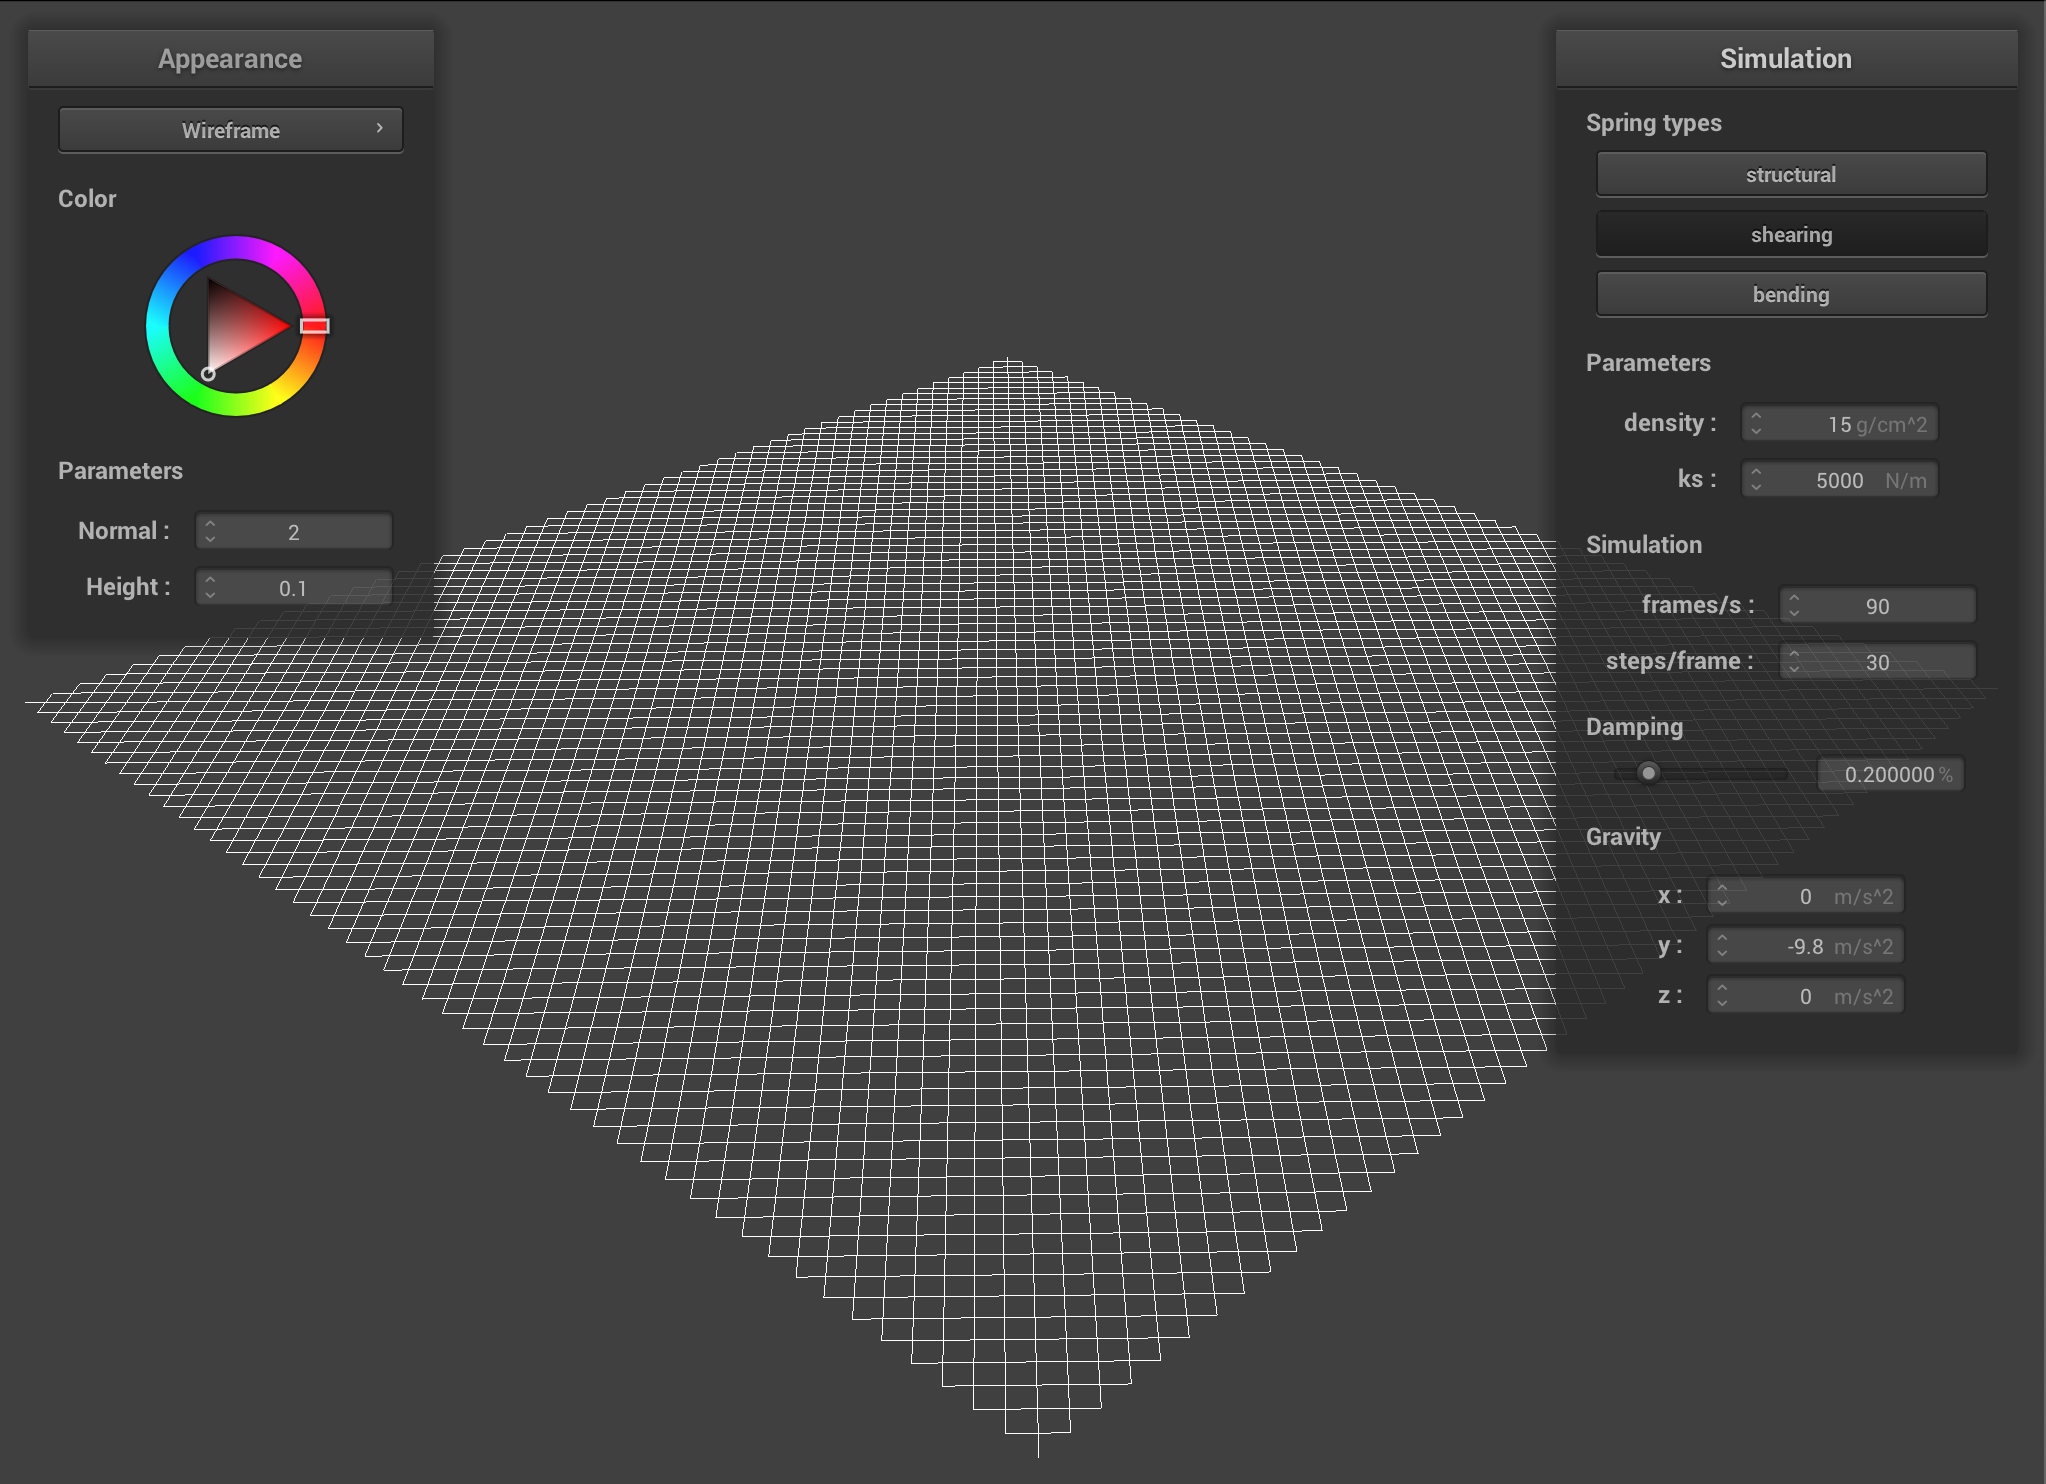 Appearance
Wireframe
Color
Parameters
Normal : 2
Height : 0.1
Simulation
Spring types
structural
shearing
bending
Parameters
density : 15 g/cm^2
ks : 5000 N/m
Simulation
frames/s : 90
steps/frame : 30
Damping
0.200000 %
Gravity
x : 0 m/s^2
y : -9.8 m/s^2
z : 0 m/s^2